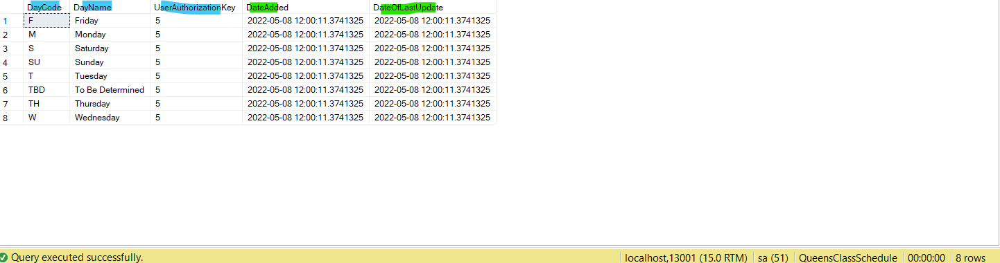 DayCode DayName UserAuthorizationKey DateAdded DateOfLastUpdate
1 F Friday 5 2022-05-08 12:00:11.3741325 2022-05-08 12:00:11.3741325
2 M Monday 5 2022-05-08 12:00:11.3741325 2022-05-08 12:00:11.3741325
3 S Saturday 5 2022-05-08 12:00:11.3741325 2022-05-08 12:00:11.3741325
4 SU Sunday 5 2022-05-08 12:00:11.3741325 2022-05-08 12:00:11.3741325
5 T Tuesday 5 2022-05-08 12:00:11.3741325 2022-05-08 12:00:11.3741325
6 TBD To Be Determined 5 2022-05-08 12:00:11.3741325 2022-05-08 12:00:11.3741325
7 TH Thursday 5 2022-05-08 12:00:11.3741325 2022-05-08 12:00:11.3741325
8 W Wednesday 5 2022-05-08 12:00:11.3741325 2022-05-08 12:00:11.3741325
Query executed successfully. localhost,13001 (15.0 RTM) sa (51) QueensClassSchedule 00:00:00 8 rows